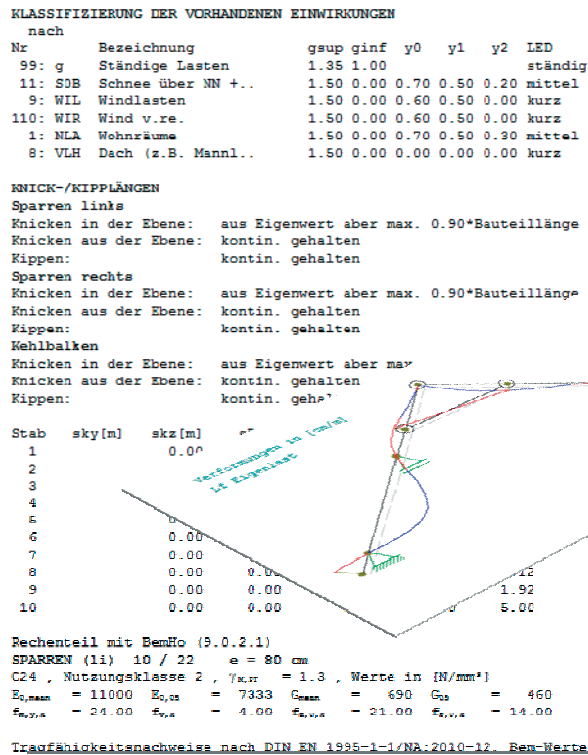 KLASSIFIZIERUNG DER VORHANDENEN EINWIRKUNGEN
nach
Nr Bezeichnung gsup ginf y0 y1 y2 LED
99: g Ständige Lasten 1.35 1.00 ständig
11: S0B Schnee über NN +.. 1.50 0.00 0.70 0.50 0.20 mittel
9: WIL Windlasten 1.50 0.00 0.60 0.50 0.00 kurz
110: WIR Wind v.re. 1.50 0.00 0.60 0.50 0.00 kurz
1: NLA Wohnräume 1.50 0.00 0.70 0.50 0.30 mittel
8: VLH Dach (z.B. Mannl.. 1.50 0.00 0.00 0.00 0.00 kurz
KNICK-/KIPPLÄNGEN
Sparren links
Knicken in der Ebene: aus Eigenwert aber max. 0.90*Bauteillänge
Knicken aus der Ebene: kontin. gehalten
Kippen: kontin. gehalten
Sparren rechts
Knicken in der Ebene: aus Eigenwert aber max. 0.90*Bauteillänge
Knicken aus der Ebene: kontin. gehalten
Kippen: kontin. gehalten
Kehlbalken
Knicken in der Ebene: aus Eigenwert aber
Knicken aus der Ebene: kontin. gehalten
Kippen: kontin.
Verformungen in [cm/m]
Lf Eigenlast
Stab sky[m] skz[m]
1
2
3
4
5
6 0.00
7 0.00
8 0.00
9 0.00 0.00 1.92
10 0.00 0.00 5.00
Rechenteil mit BemHo (9.0.2.1)
SPARREN (li) 10 / 22 e = 80 cm
C24 , Nutzungsklasse 2 , = 1.3 , Werte in [N/mm²]
E0,mean = 11000 E0,05 = 7333 Gmean = 690 G05 = 460
= 24.00 = 4.00 = 21.00 = 14.00
Tragfähigkeitsnachweise nach DIN EN 1995-1-1/NA:2010-12, Bem-Werte